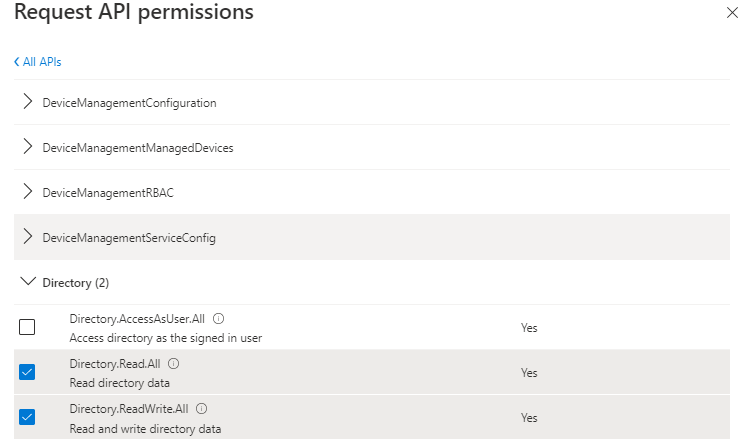 Request API permissions
All APIs
DeviceManagementConfiguration
DeviceManagementManagedDevices
DeviceManagementRBAC
DeviceManagementServiceConfig
Directory (2)
Directory.AccessAsUser.All
Access directory as the signed in user
Yes
Directory.Read.All
Read directory data
Yes
Directory.ReadWrite.All
Read and write directory data
Yes